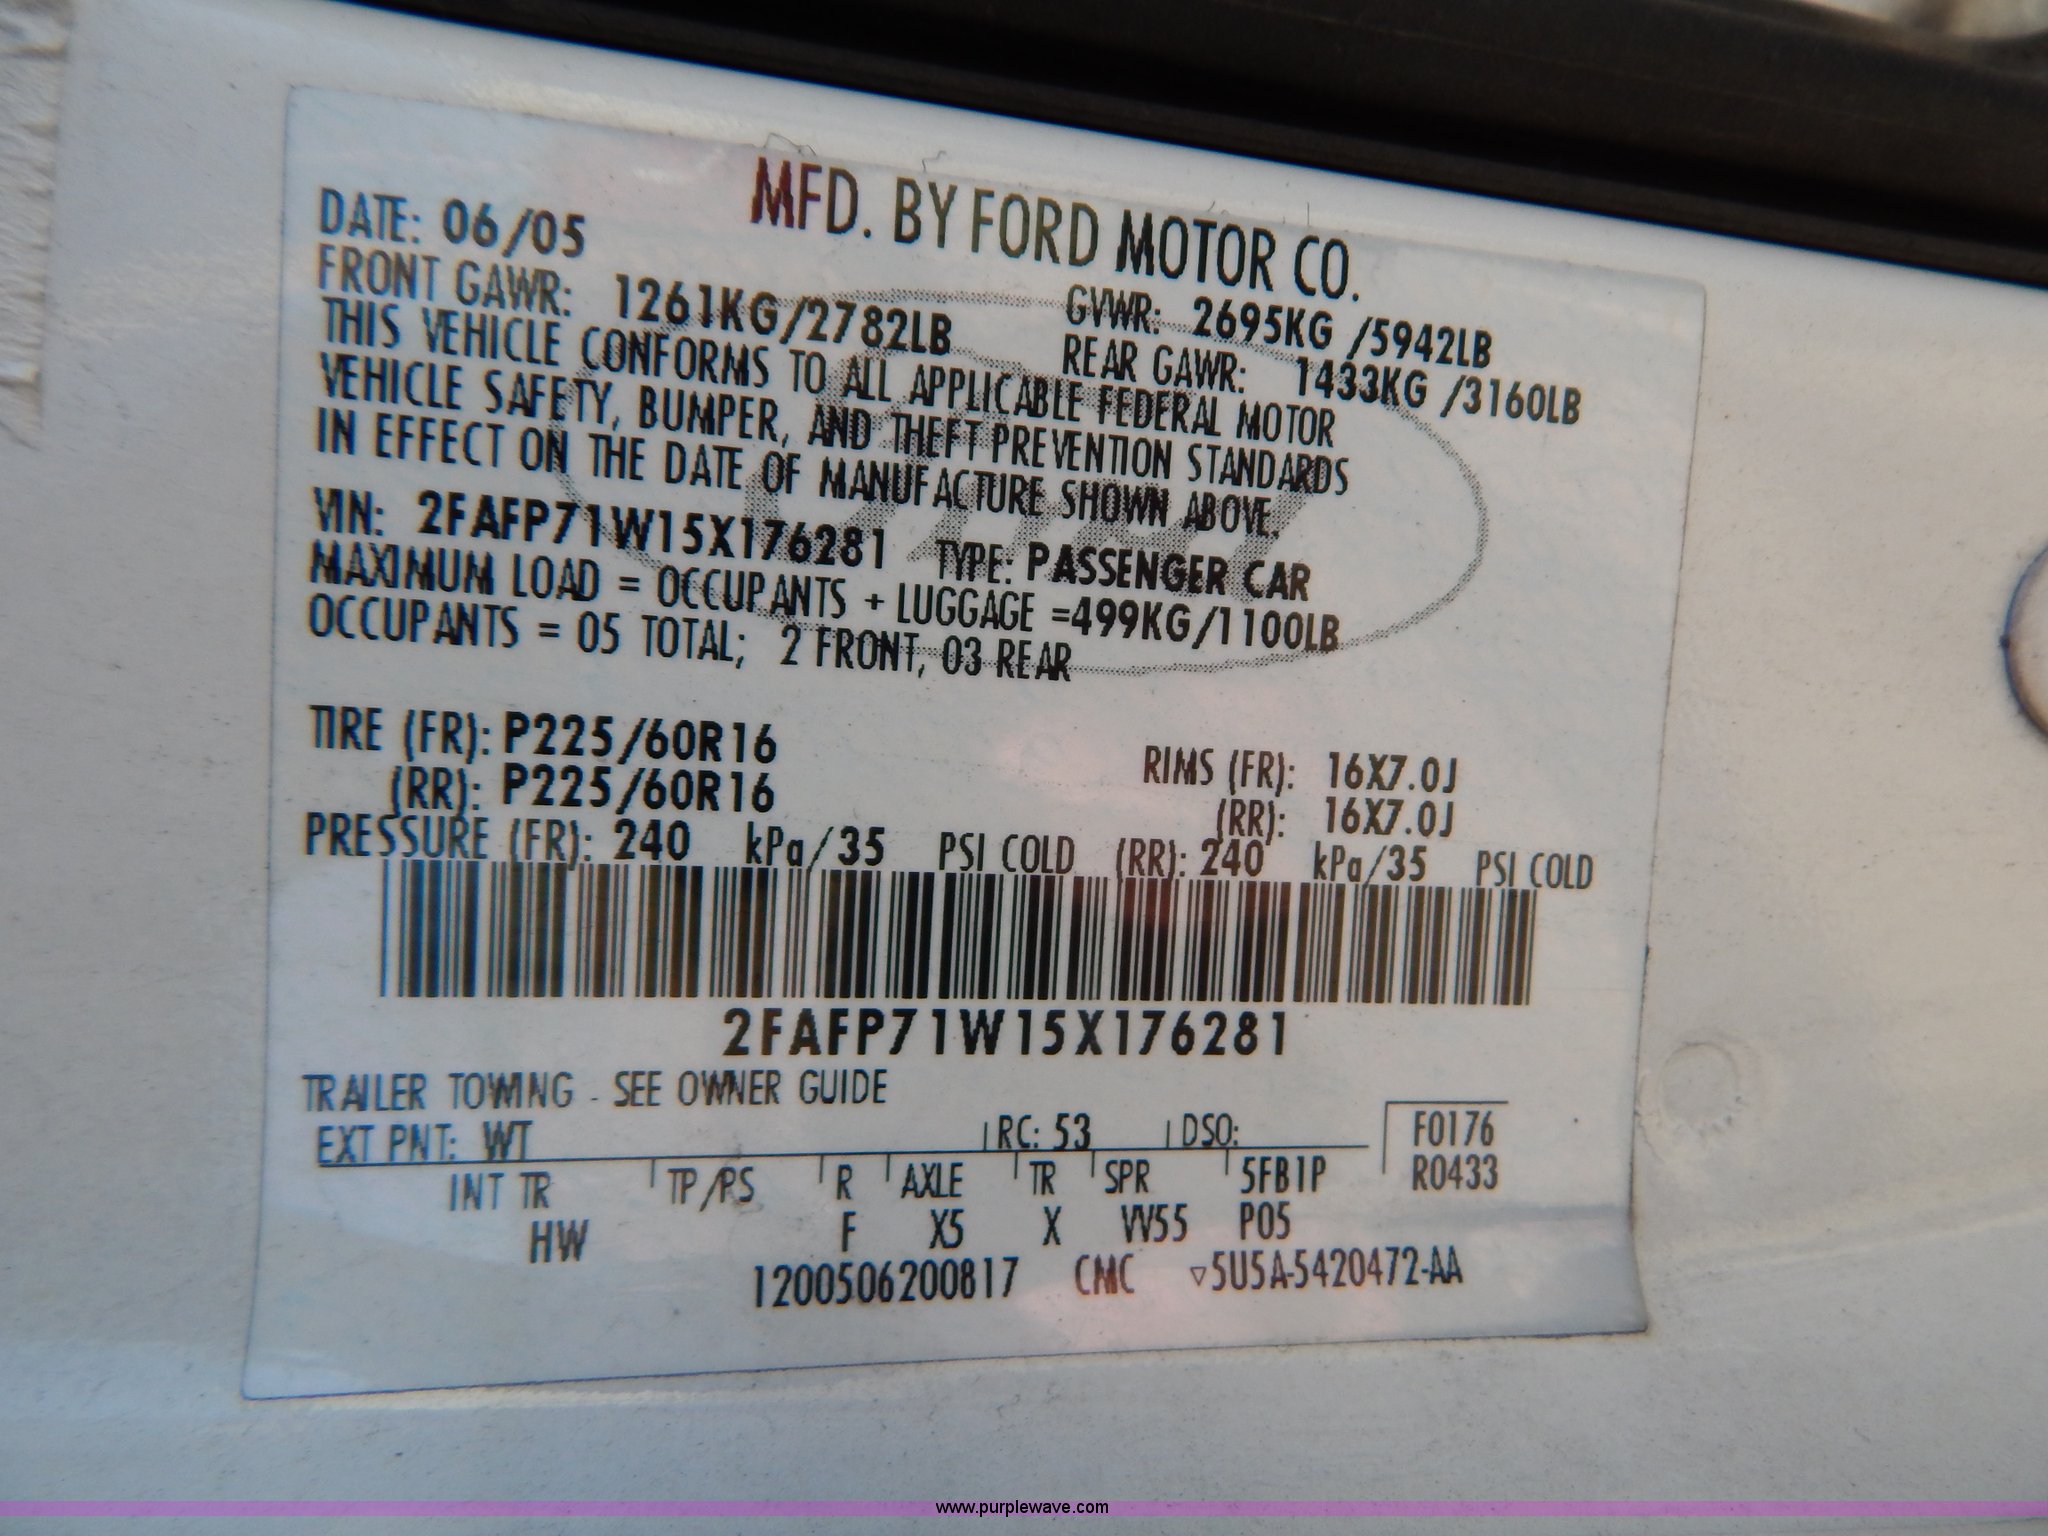 MFD. BY FORD MOTOR CO.
DATE: 06/05
GVWR: 2695KG /5942LB
FRONT GAWR: 1261KG/2782LB
REAR GAWR: 1433KG /3160LB
THIS VEHICLE CONFORMS TO ALL APPLICABLE FEDERAL MOTOR
VEHICLE SAFETY, BUMPER, AND THEFT PREVENTION STANDARDS
IN EFFECT ON THE DATE OF MANUFACTURE SHOWN ABOVE.
VIN: 2FAFP71W15X176281 TYPE: PASSENGER CAR
MAXIMUM LOAD = OCCUPANTS + LUGGAGE =499KG/1100LB
OCCUPANTS = 05 TOTAL; 2 FRONT, 03 REAR
TIRE (FR): P225/60R16 RIMS (FR): 16X7.0J
(RR): P225/60R16 (RR): 16X7.0J
PRESSURE (FR): 240 kPa/35 PSI COLD (RR): 240 kPa/35 PSI COLD
2FAFP71W15X176281
TRAILER TOWING - SEE OWNER GUIDE
EXT PNT: WT RC: 53 DSO: F0176
INT TR TP/PS R AXLE TR SPR 5FB1P R0433
HW F X5 X VV55 P05
1200506200817 CMC ▽5U5A-5420472-AA
www.purplewave.com